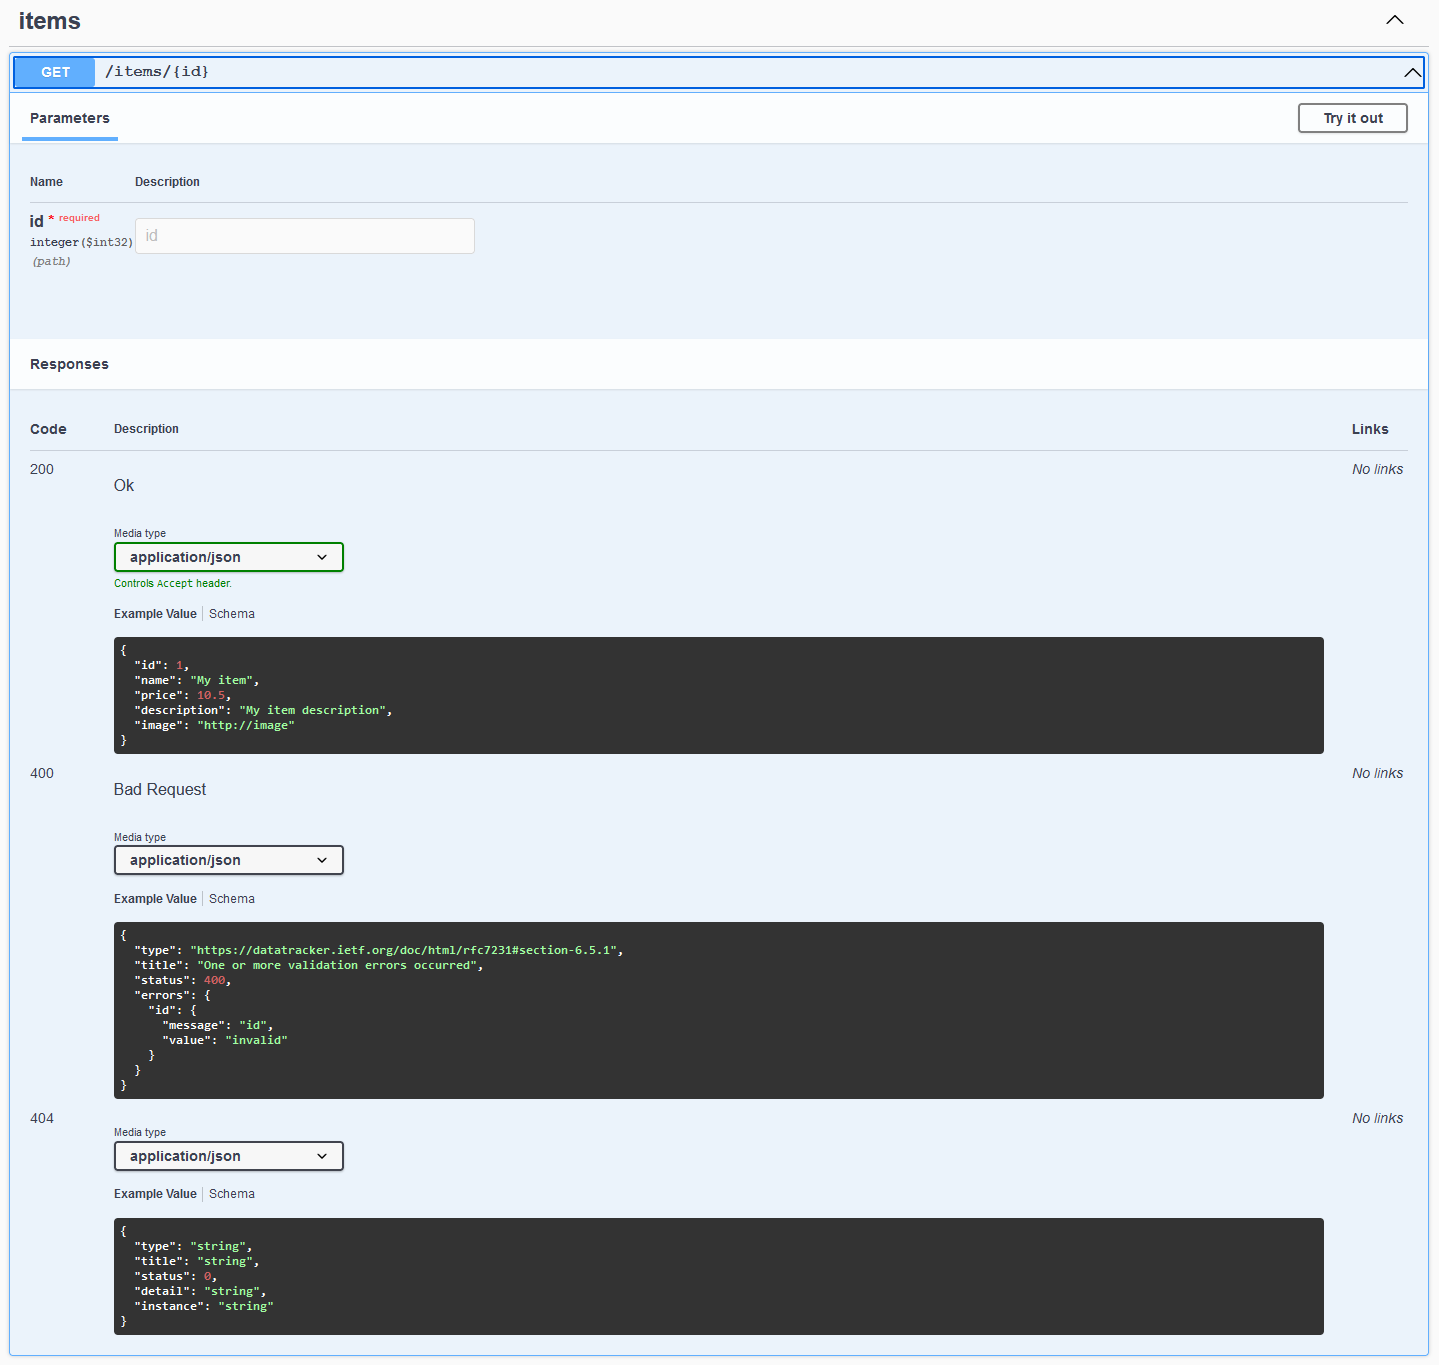 items
GET /items/{id}
Parameters
Try it out
Name Description
id * required
integer($int32)
(path)
id
Responses
Code Description Links
200 No links
Ok
Media type
application/json
Controls Accept header.
Example Value Schema
{
  "id": 1,
  "name": "My item",
  "price": 10.5,
  "description": "My item description",
  "image": "http://image"
}
400 No links
Bad Request
Media type
application/json
Example Value Schema
{
  "type": "https://datatracker.ietf.org/doc/html/rfc7231#section-6.5.1",
  "title": "One or more validation errors occurred",
  "status": 400,
  "errors": {
    "id": {
      "message": "id",
      "value": "invalid"
    }
  }
}
404 No links
Media type
application/json
Example Value Schema
{
  "type": "string",
  "title": "string",
  "status": 0,
  "detail": "string",
  "instance": "string"
}